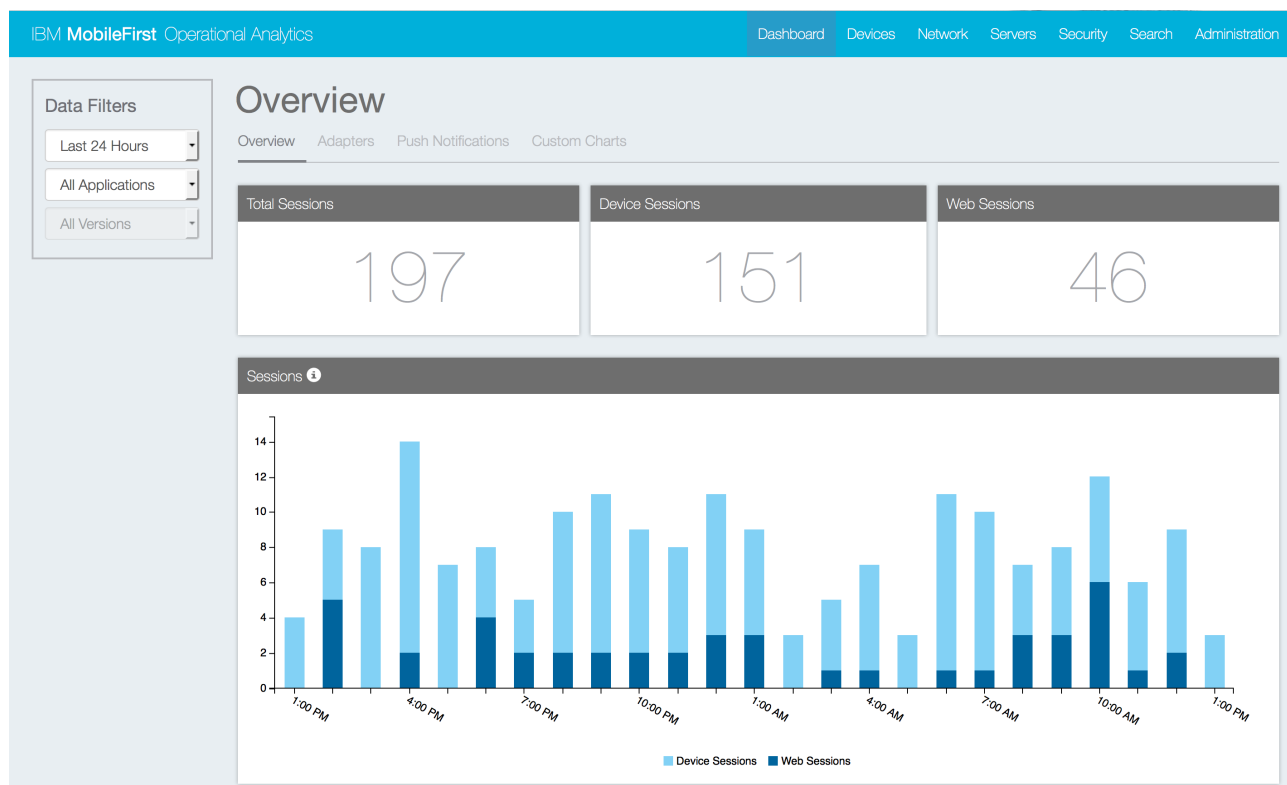 IBM MobileFirst Operational Analytics Dashboard Devices Network Servers Security Search Administration
Data Filters
Last 24 Hours
All Applications
All Versions
Overview
Overview Adapters Push Notifications Custom Charts
Total Sessions
197
Device Sessions
151
Web Sessions
46
Sessions
14
12
10
8
6
4
2
0
1:00 PM 4:00 PM 7:00 PM 10:00 PM 1:00 AM 4:00 AM 7:00 AM 10:00 AM 1:00 PM
Device Sessions Web Sessions